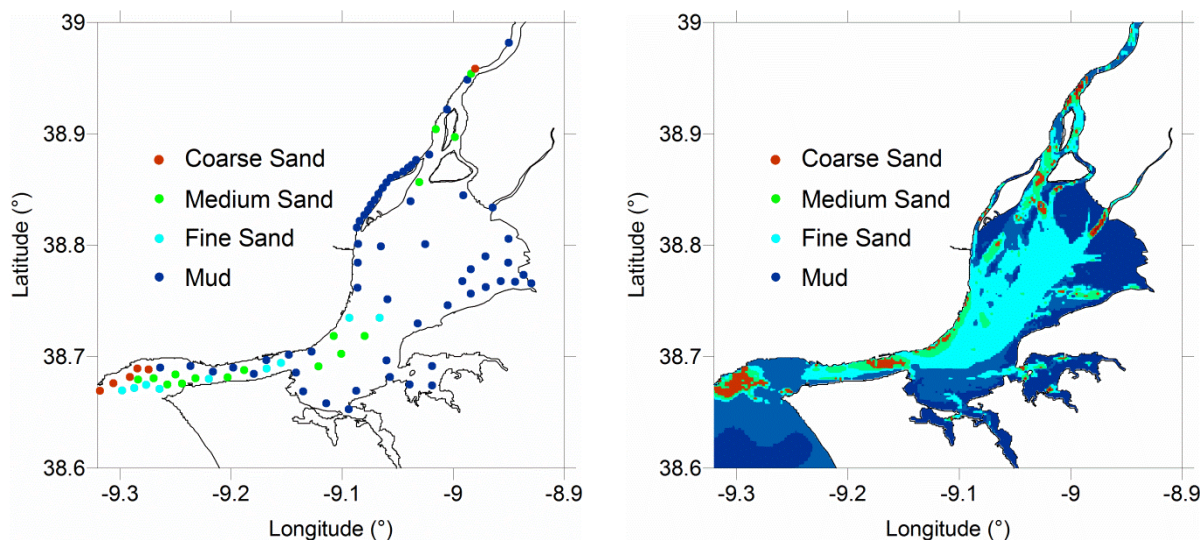 39
38.9
38.8
38.7
38.6
Latitude (°)
Coarse Sand
Medium Sand
Fine Sand
Mud
-9.3
-9.2
-9.1
-9
-8.9
Longitude (°)
39
38.9
38.8
38.7
38.6
Latitude (°)
Coarse Sand
Medium Sand
Fine Sand
Mud
-9.3
-9.2
-9.1
-9
-8.9
Longitude (°)